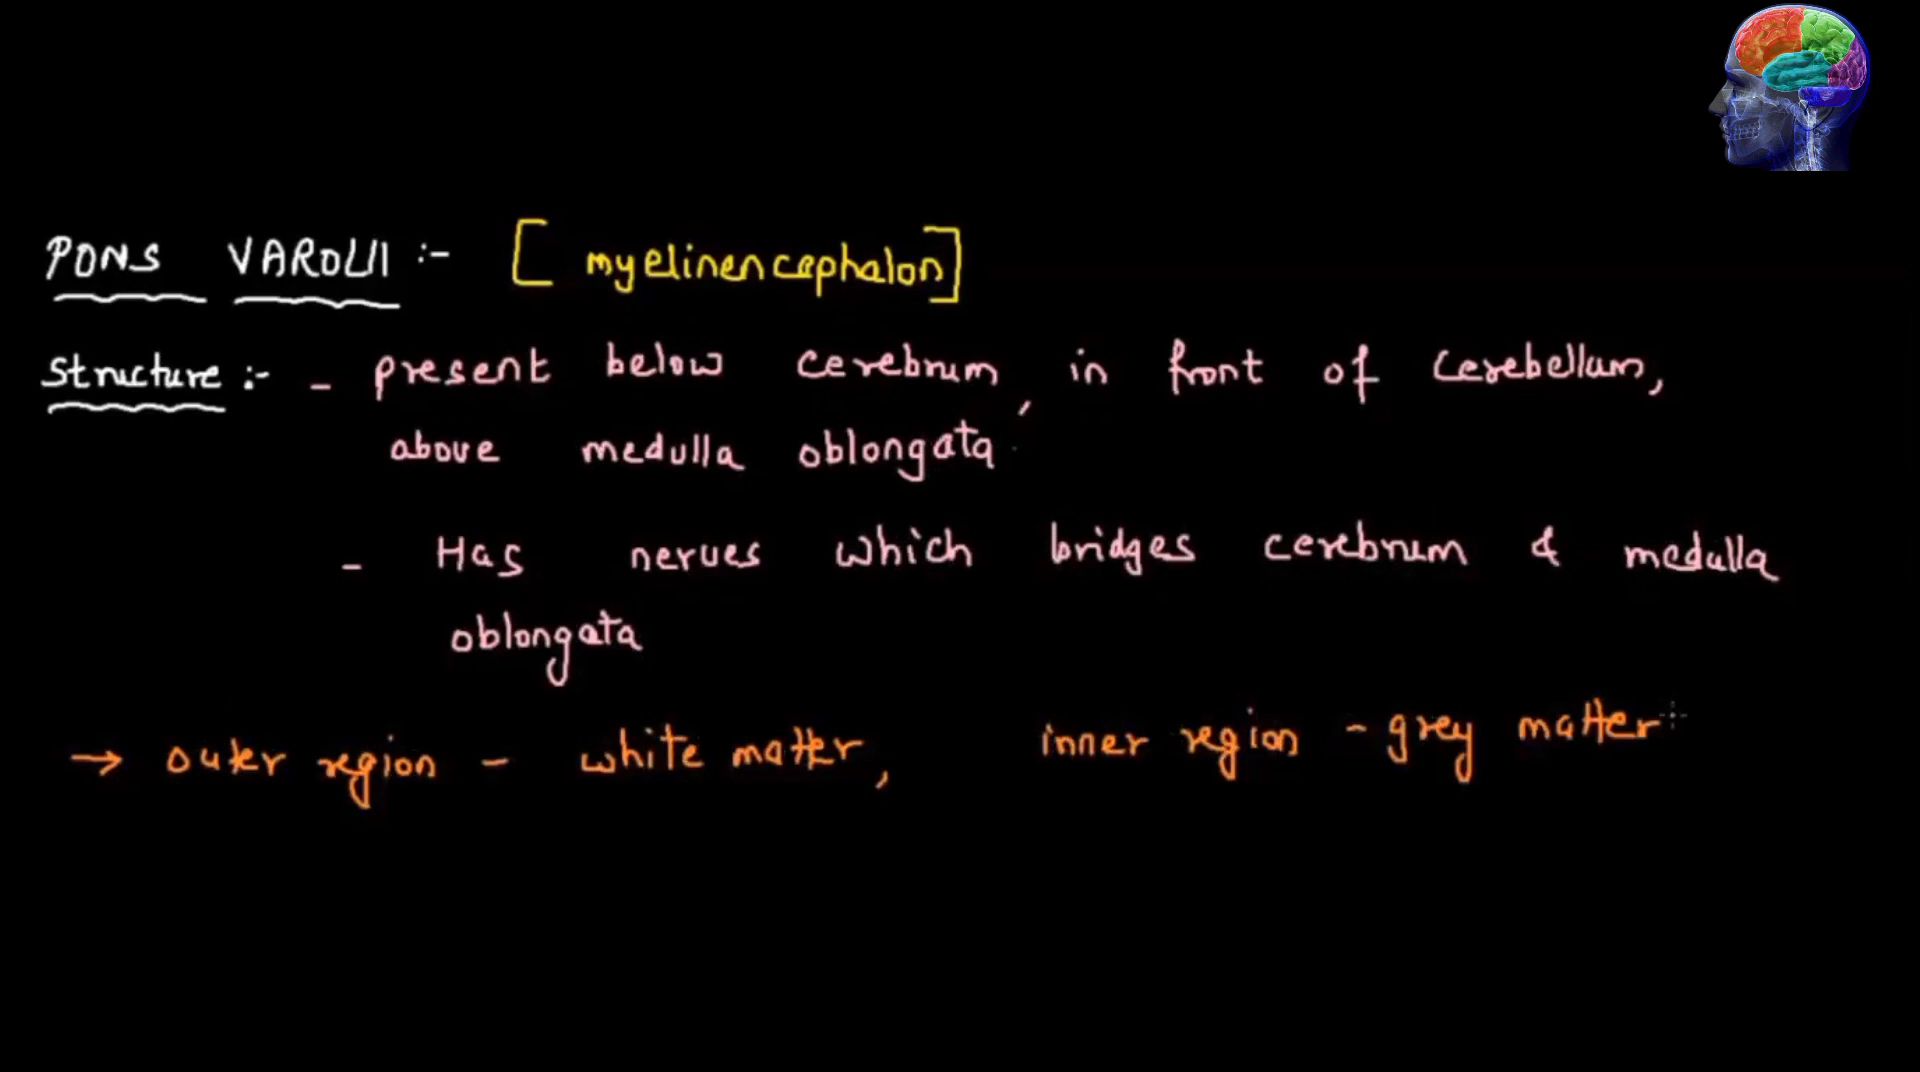 PONS VAROLII :- [myelinencephalon]
Structure :- - present below cerebrum, in front of cerebellum,
above medulla oblongata.
- Has nerves which bridges cerebrum & medulla
oblongata
→ outer region - white matter, inner region - grey matter